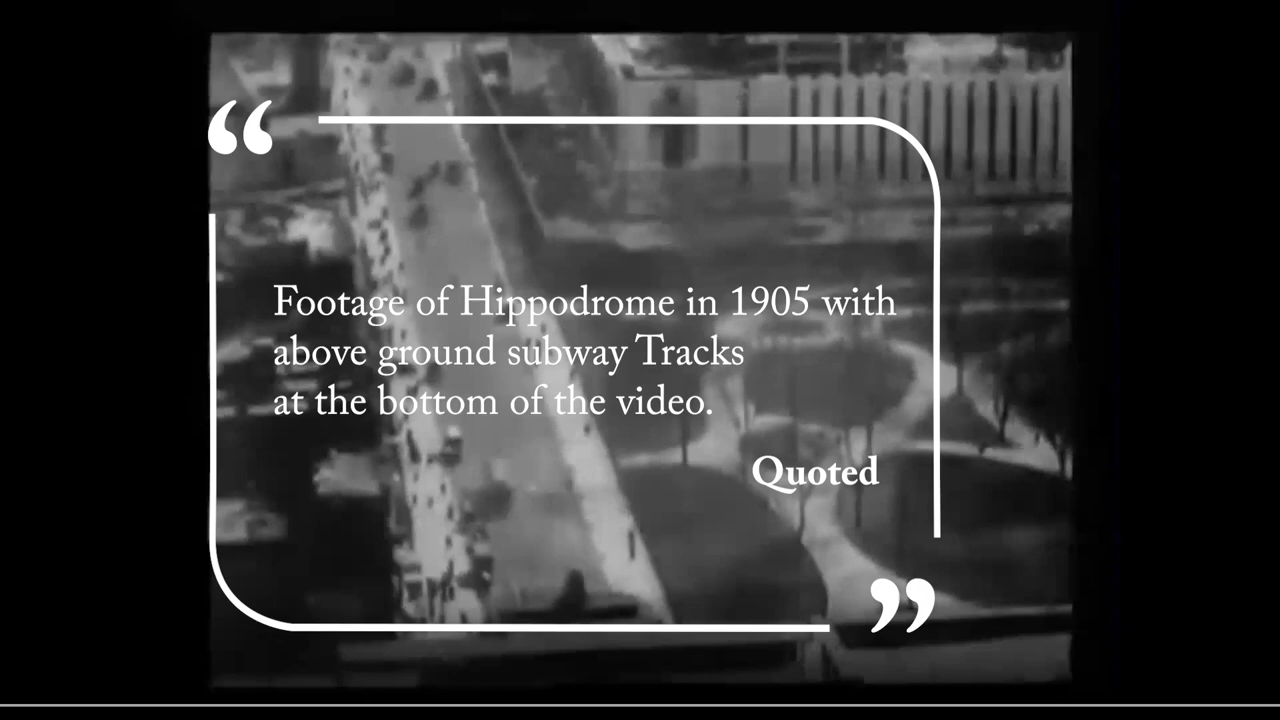 “
Footage of Hippodrome in 1905 with
above ground subway Tracks
at the bottom of the video.
Quoted
”